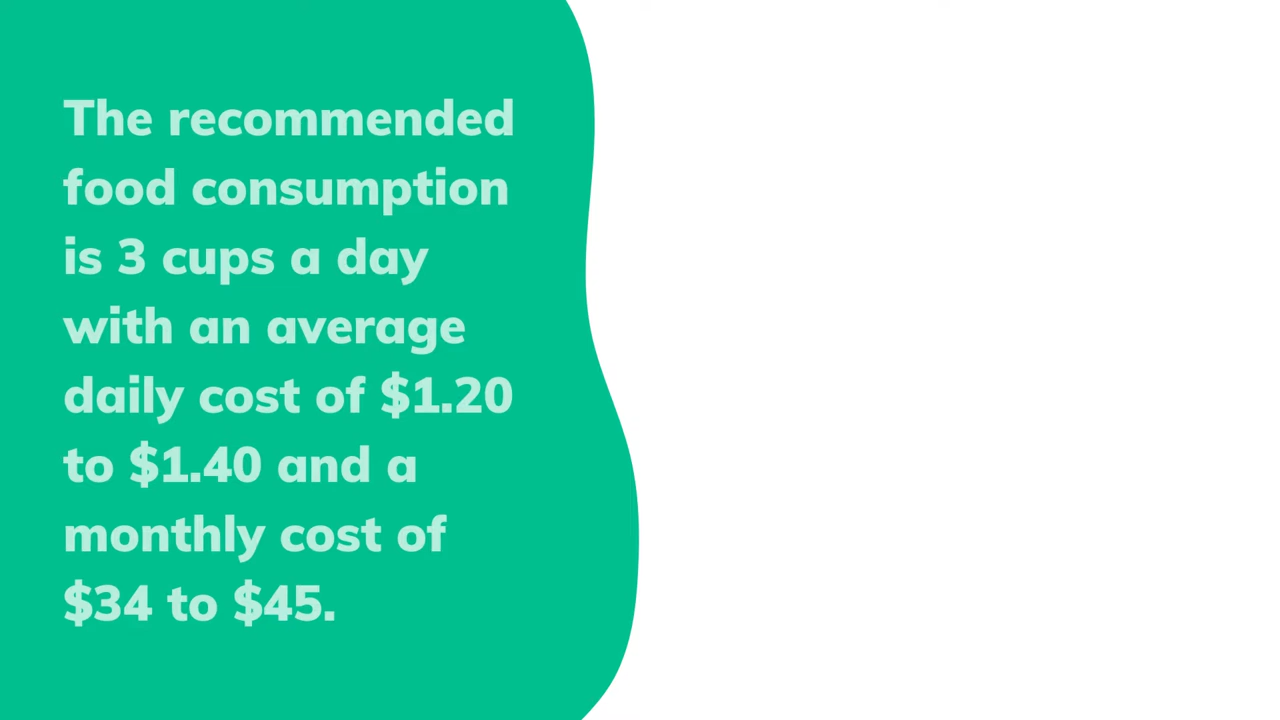 The recommended
food consumption
is 3 cups a day
with an average
daily cost of $1.20
to $1.40 and a
monthly cost of
$34 to $45.